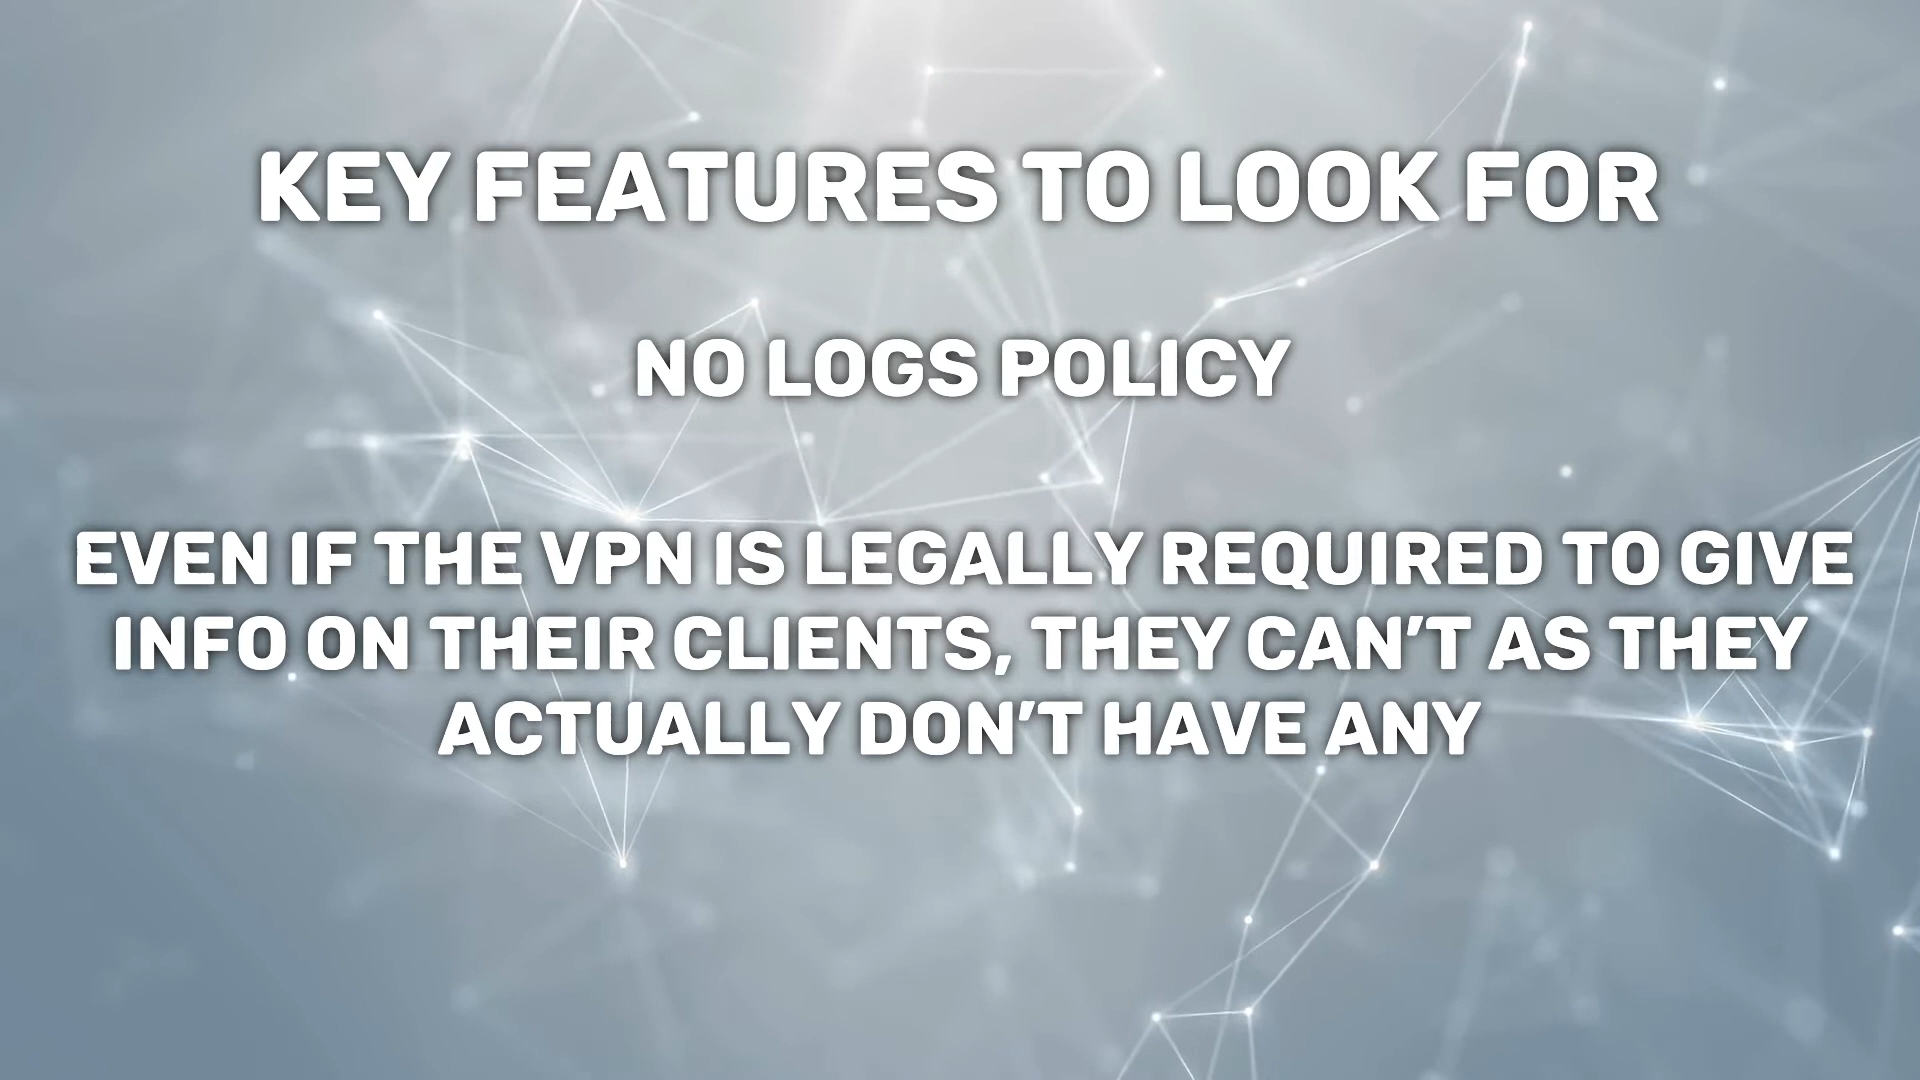 KEY FEATURES TO LOOK FOR
NO LOGS POLICY
EVEN IF THE VPN IS LEGALLY REQUIRED TO GIVE
INFO ON THEIR CLIENTS, THEY CAN’T AS THEY
ACTUALLY DON’T HAVE ANY